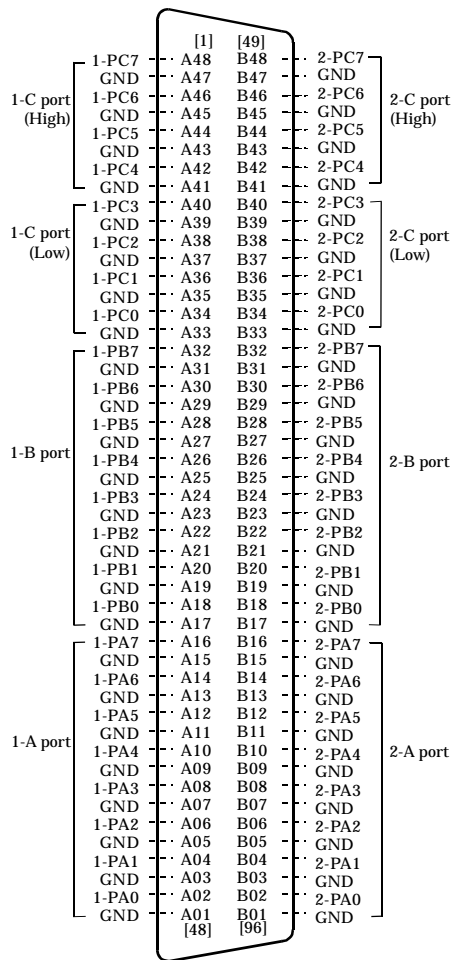 [1] [49]
1-PC7 A48 B48 2-PC7
GND A47 B47 GND
1-C port (High) 1-PC6 A46 B46 2-PC6 2-C port (High)
GND A45 B45 GND
1-PC5 A44 B44 2-PC5
GND A43 B43 GND
1-PC4 A42 B42 2-PC4
GND A41 B41 GND
1-PC3 A40 B40 2-PC3
GND A39 B39 GND
1-C port (Low) 1-PC2 A38 B38 2-PC2 2-C port (Low)
GND A37 B37 GND
1-PC1 A36 B36 2-PC1
GND A35 B35 GND
1-PC0 A34 B34 2-PC0
GND A33 B33 GND
1-PB7 A32 B32 2-PB7
GND A31 B31 GND
1-PB6 A30 B30 2-PB6
GND A29 B29 GND
1-PB5 A28 B28 2-PB5
GND A27 B27 GND
1-B port 1-PB4 A26 B26 2-PB4 2-B port
GND A25 B25 GND
1-PB3 A24 B24 2-PB3
GND A23 B23 GND
1-PB2 A22 B22 2-PB2
GND A21 B21 GND
1-PB1 A20 B20 2-PB1
GND A19 B19 GND
1-PB0 A18 B18 2-PB0
GND A17 B17 GND
1-PA7 A16 B16 2-PA7
GND A15 B15 GND
1-PA6 A14 B14 2-PA6
GND A13 B13 GND
1-PA5 A12 B12 2-PA5
GND A11 B11 GND
1-A port 1-PA4 A10 B10 2-PA4 2-A port
GND A09 B09 GND
1-PA3 A08 B08 2-PA3
GND A07 B07 GND
1-PA2 A06 B06 2-PA2
GND A05 B05 GND
1-PA1 A04 B04 2-PA1
GND A03 B03 GND
1-PA0 A02 B02 2-PA0
GND A01 B01 GND
[48] [96]